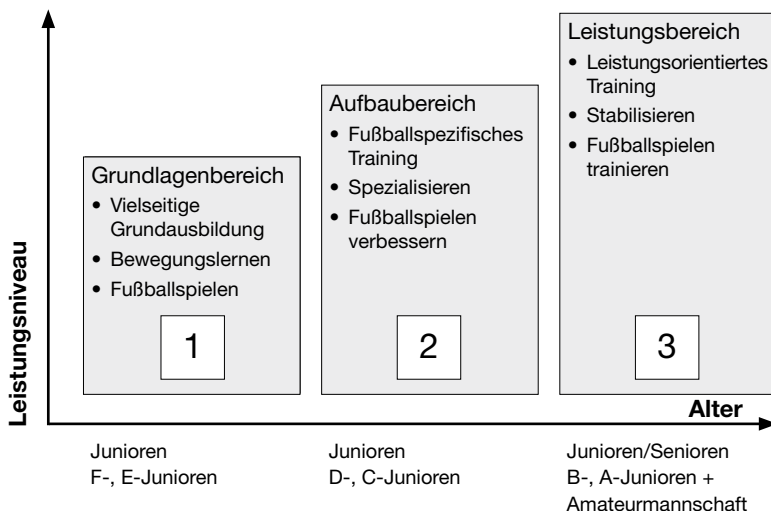 Leistungsniveau
Grundlagenbereich
• Vielseitige
Grundausbildung
• Bewegungslernen
• Fußballspielen
1
Aufbaubereich
• Fußballspezifisches
Training
• Spezialisieren
• Fußballspielen
verbessern
2
Leistungsbereich
• Leistungsorientiertes
Training
• Stabilisieren
• Fußballspielen
trainieren
3
Alter
Junioren
F-, E-Junioren
Junioren
D-, C-Junioren
Junioren/Senioren
B-, A-Junioren +
Amateurmannschaft